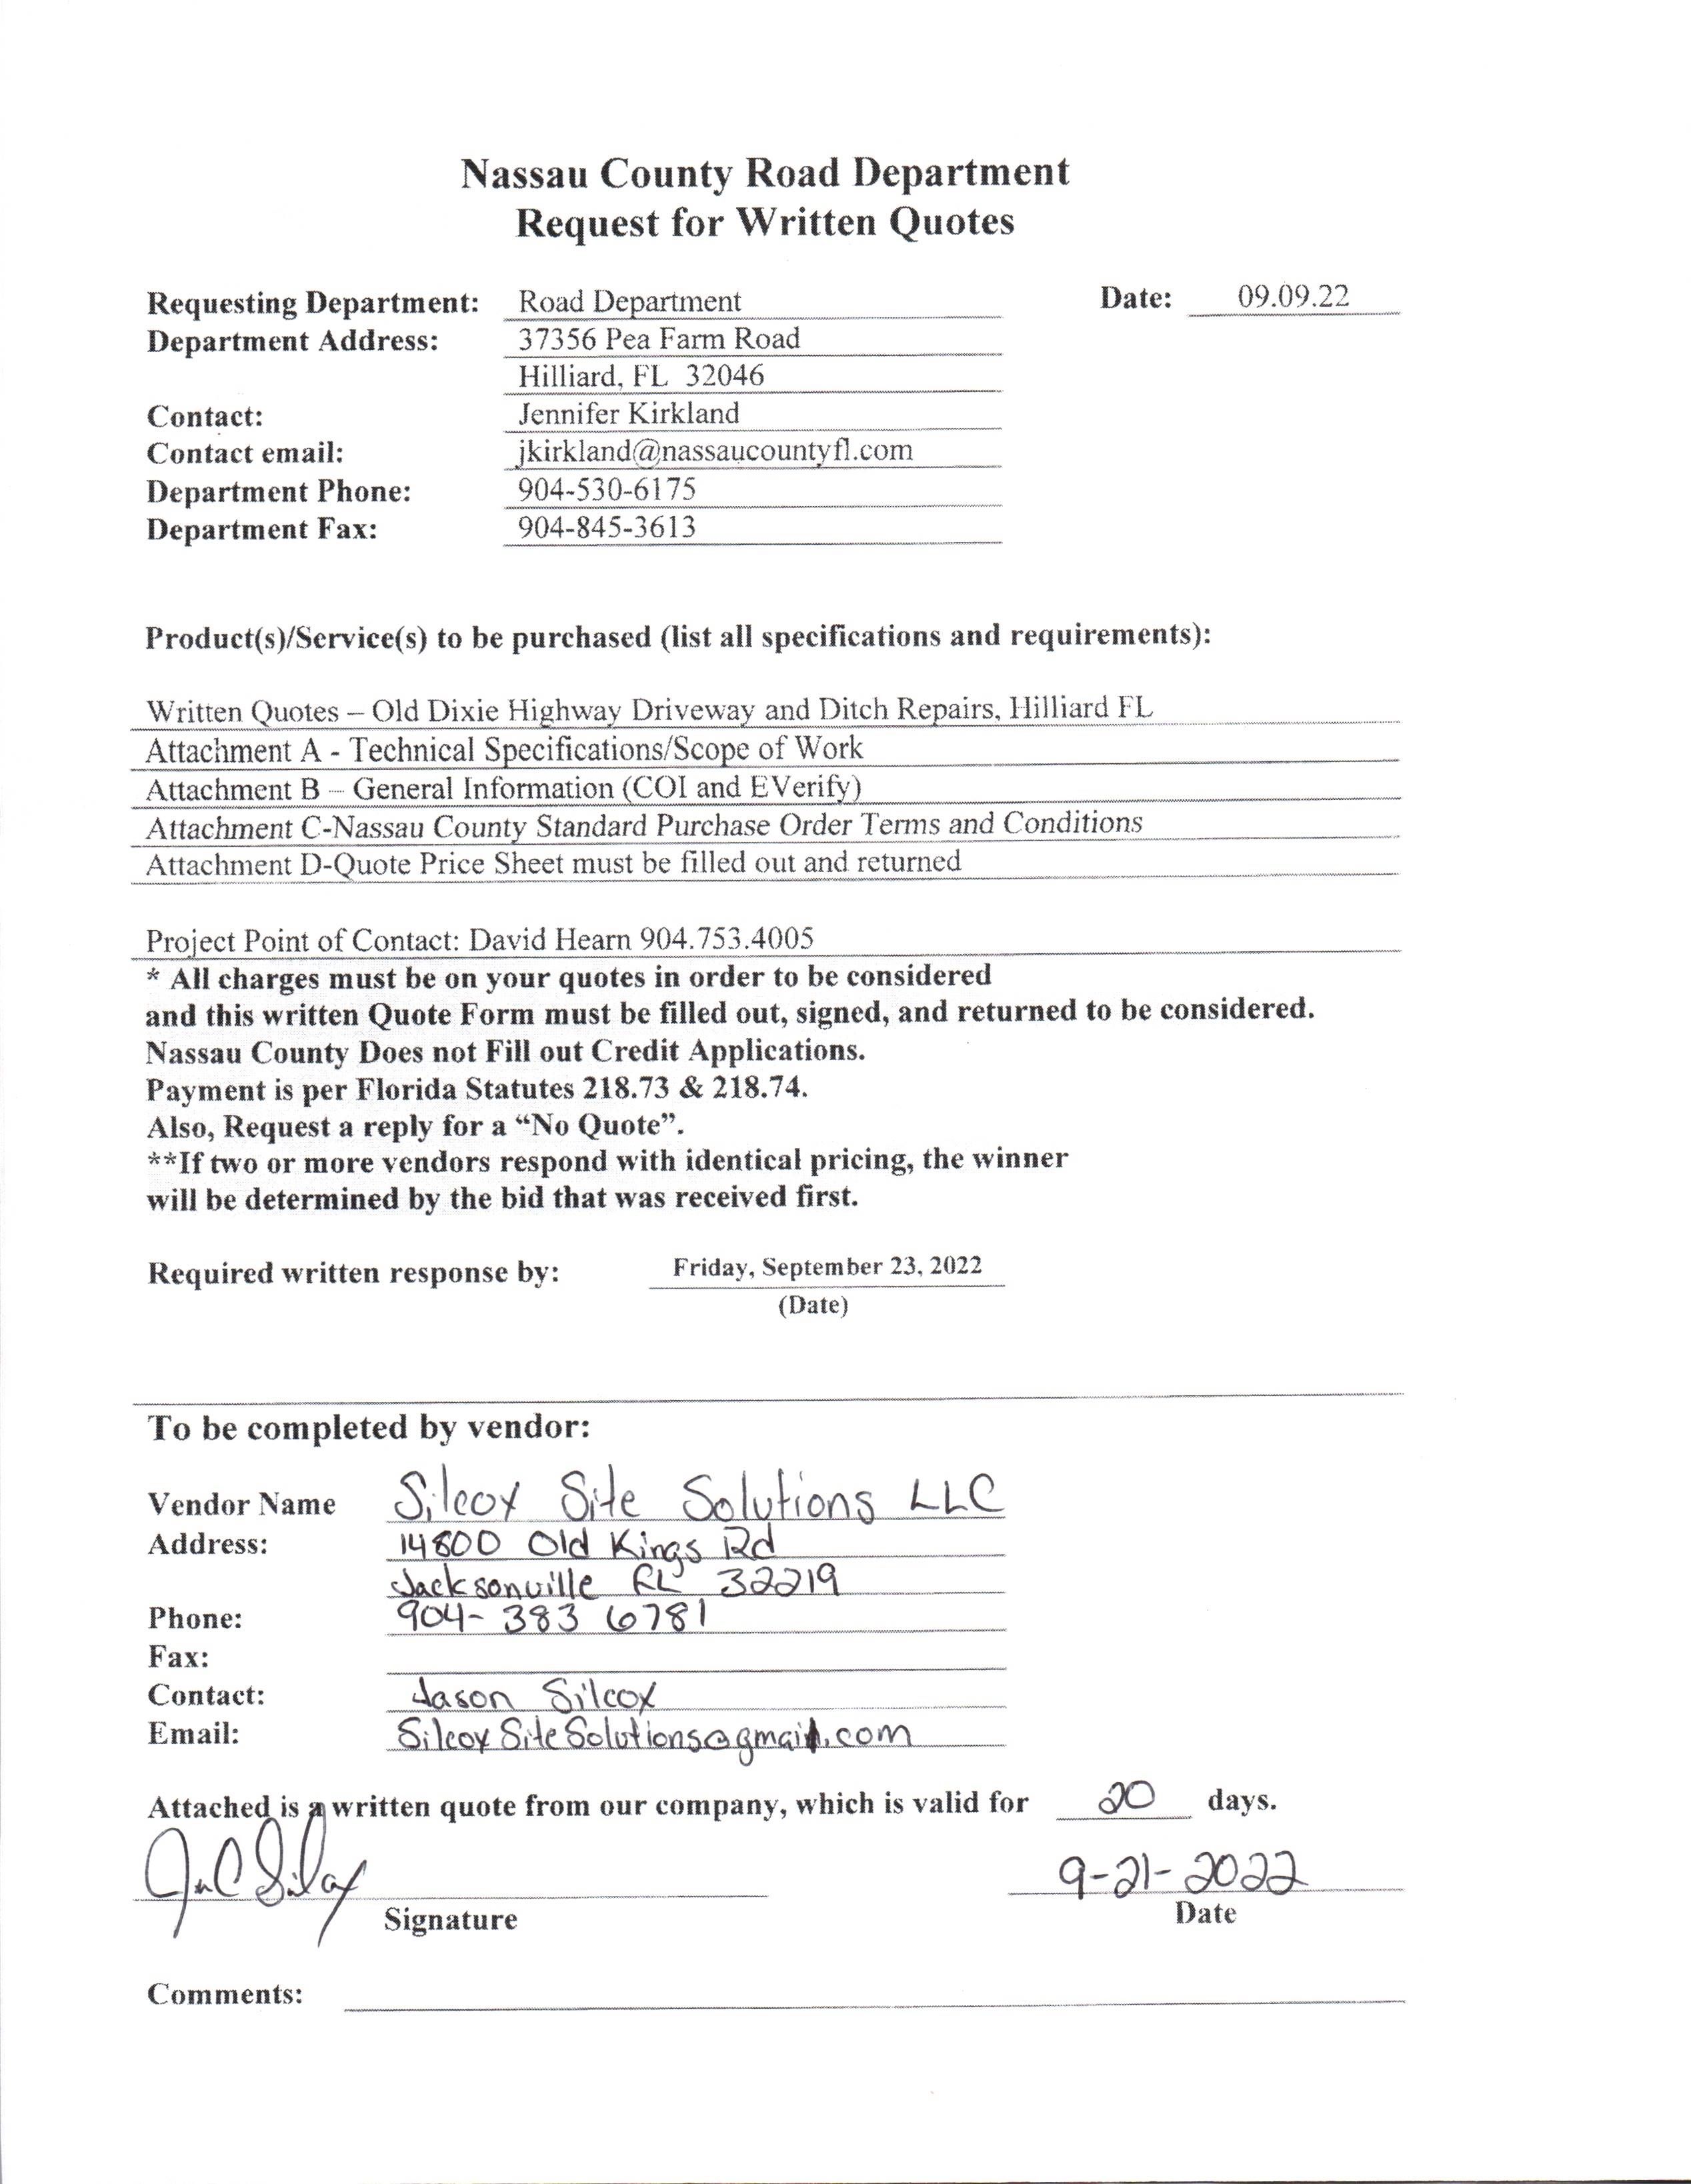 Nassau County Road Department
Request for Written Quotes
Requesting Department: Road Department Date: 09.09.22
Department Address: 37356 Pea Farm Road
Hilliard, FL 32046
Contact: Jennifer Kirkland
Contact email: jkirkland@nassaucountyfl.com
Department Phone: 904-530-6175
Department Fax: 904-845-3613
Product(s)/Service(s) to be purchased (list all specifications and requirements):
Written Quotes – Old Dixie Highway Driveway and Ditch Repairs, Hilliard FL
Attachment A - Technical Specifications/Scope of Work
Attachment B – General Information (COI and EVerify)
Attachment C-Nassau County Standard Purchase Order Terms and Conditions
Attachment D-Quote Price Sheet must be filled out and returned
Project Point of Contact: David Hearn 904.753.4005
* All charges must be on your quotes in order to be considered
and this written Quote Form must be filled out, signed, and returned to be considered.
Nassau County Does not Fill out Credit Applications.
Payment is per Florida Statutes 218.73 & 218.74.
Also, Request a reply for a “No Quote”.
**If two or more vendors respond with identical pricing, the winner
will be determined by the bid that was received first.
Required written response by: Friday, September 23, 2022
(Date)
To be completed by vendor:
Vendor Name Silcox Site Solutions LLC
Address: 14800 Old Kings Rd
Jacksonville FL 32219
Phone: 904- 383 6781
Fax:
Contact: Jason Silcox
Email: SilcoxSiteSolutions@gmail.com
Attached is a written quote from our company, which is valid for 20 days.
9-21-2022
Signature Date
Comments: